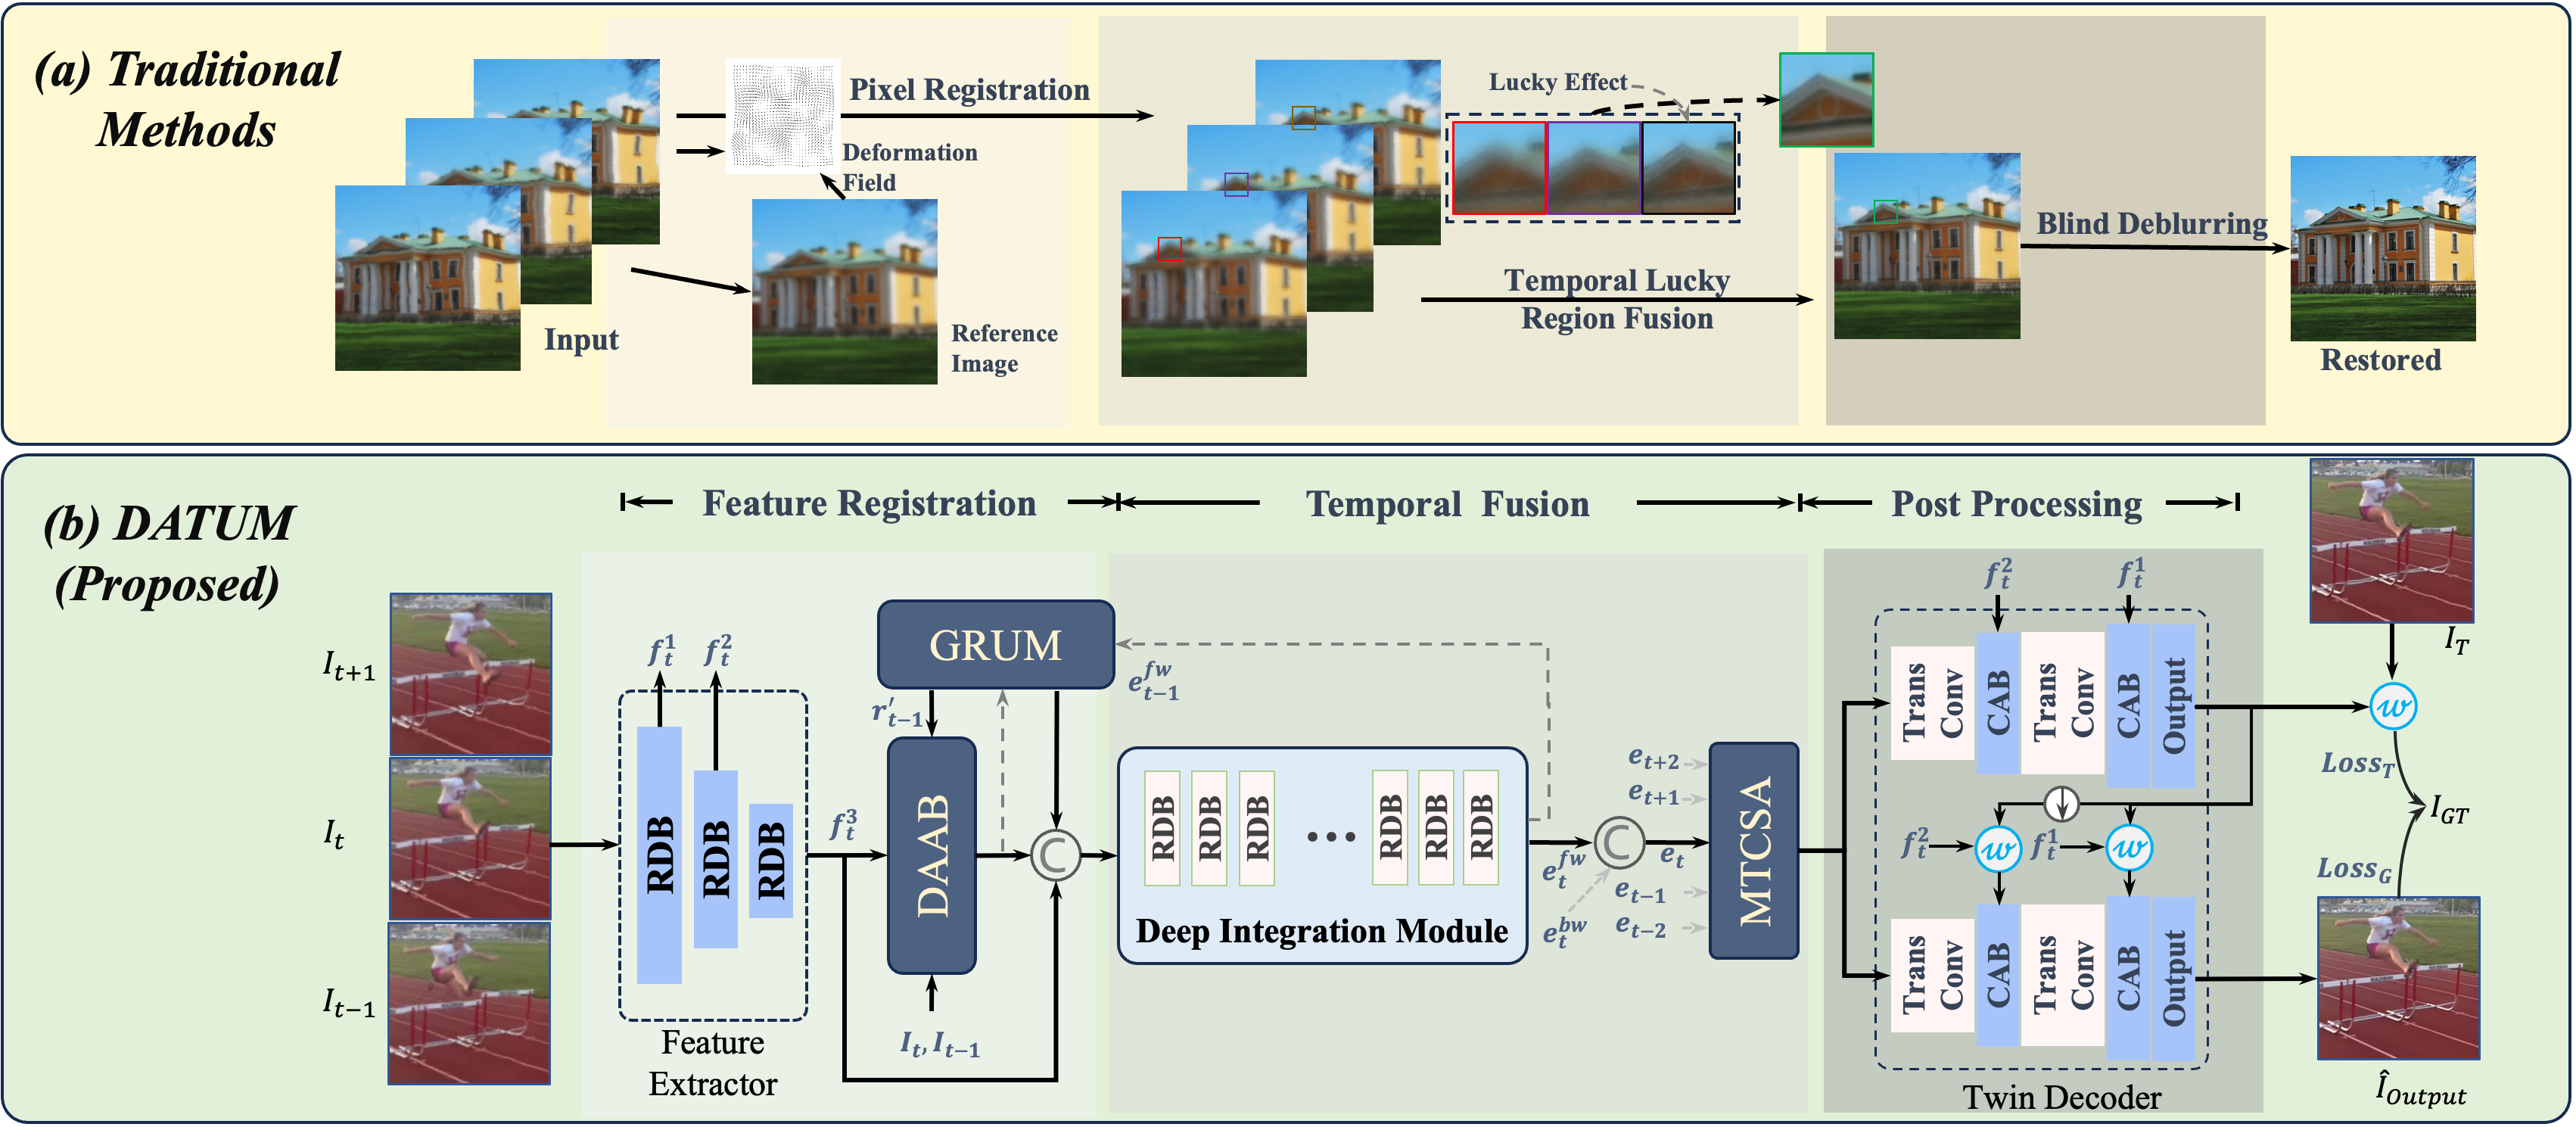 (a) Traditional
Methods
Input
Pixel Registration
Deformation
Field
Reference
Image
Lucky Effect
Temporal Lucky
Region Fusion
Blind Deblurring
Restored
(b) DATUM
(Proposed)
Feature Registration
Temporal Fusion
Post Processing
I_{t+1}
I_t
I_{t-1}
f_t^1
f_t^2
RDB
RDB
RDB
Feature
Extractor
f_t^3
GRUM
r'_{t-1}
e_{t-1}^{fw}
DAAB
I_t, I_{t-1}
C
RDB
RDB
RDB
...
RDB
RDB
RDB
Deep Integration Module
e_t^{fw}
e_t^{bw}
C
e_t
e_{t+2}
e_{t+1}
e_{t-1}
e_{t-2}
MTCSA
f_t^2
f_t^1
Trans
Conv
CAB
Trans
Conv
CAB
Output
f_t^2
w
f_t^1
w
Trans
Conv
CAB
Trans
Conv
CAB
Output
Twin Decoder
I_T
w
Loss_T
I_{GT}
Loss_G
Î_{Output}